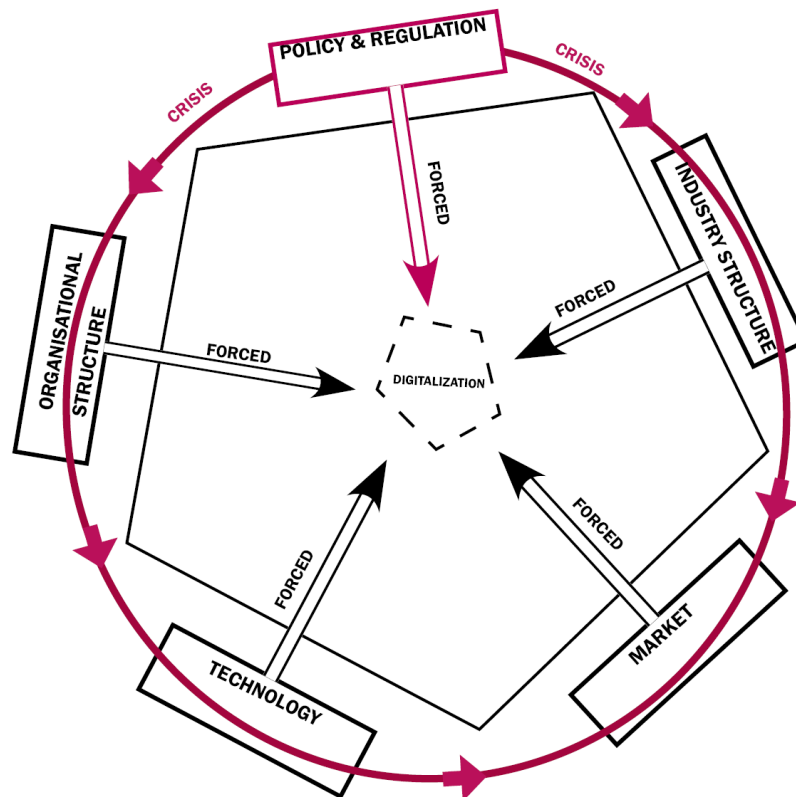 POLICY & REGULATION
CRISIS
CRISIS
FORCED
INDUSTRY STRUCTURE
FORCED
ORGANISATIONAL
STRUCTURE
FORCED
DIGITALIZATION
FORCED
FORCED
MARKET
TECHNOLOGY